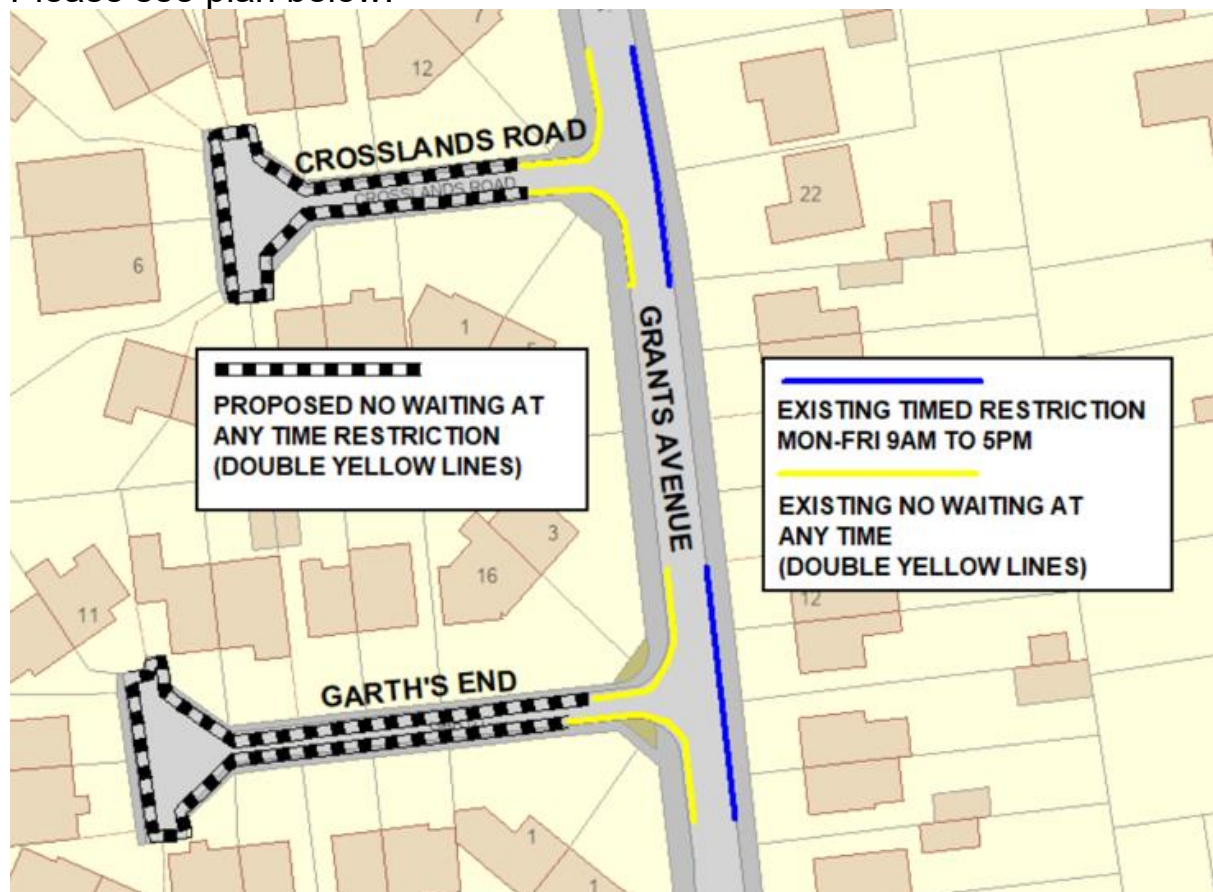 Please see plan below:
7
12
CROSSLANDS ROAD
CROSSLANDS ROAD
22
6
1
5
PROPOSED NO WAITING AT
ANY TIME RESTRICTION
(DOUBLE YELLOW LINES)
GRANTS AVENUE
EXISTING TIMED RESTRICTION
MON-FRI 9AM TO 5PM
EXISTING NO WAITING AT
ANY TIME
(DOUBLE YELLOW LINES)
3
16
11
12
GARTH'S END
1
1